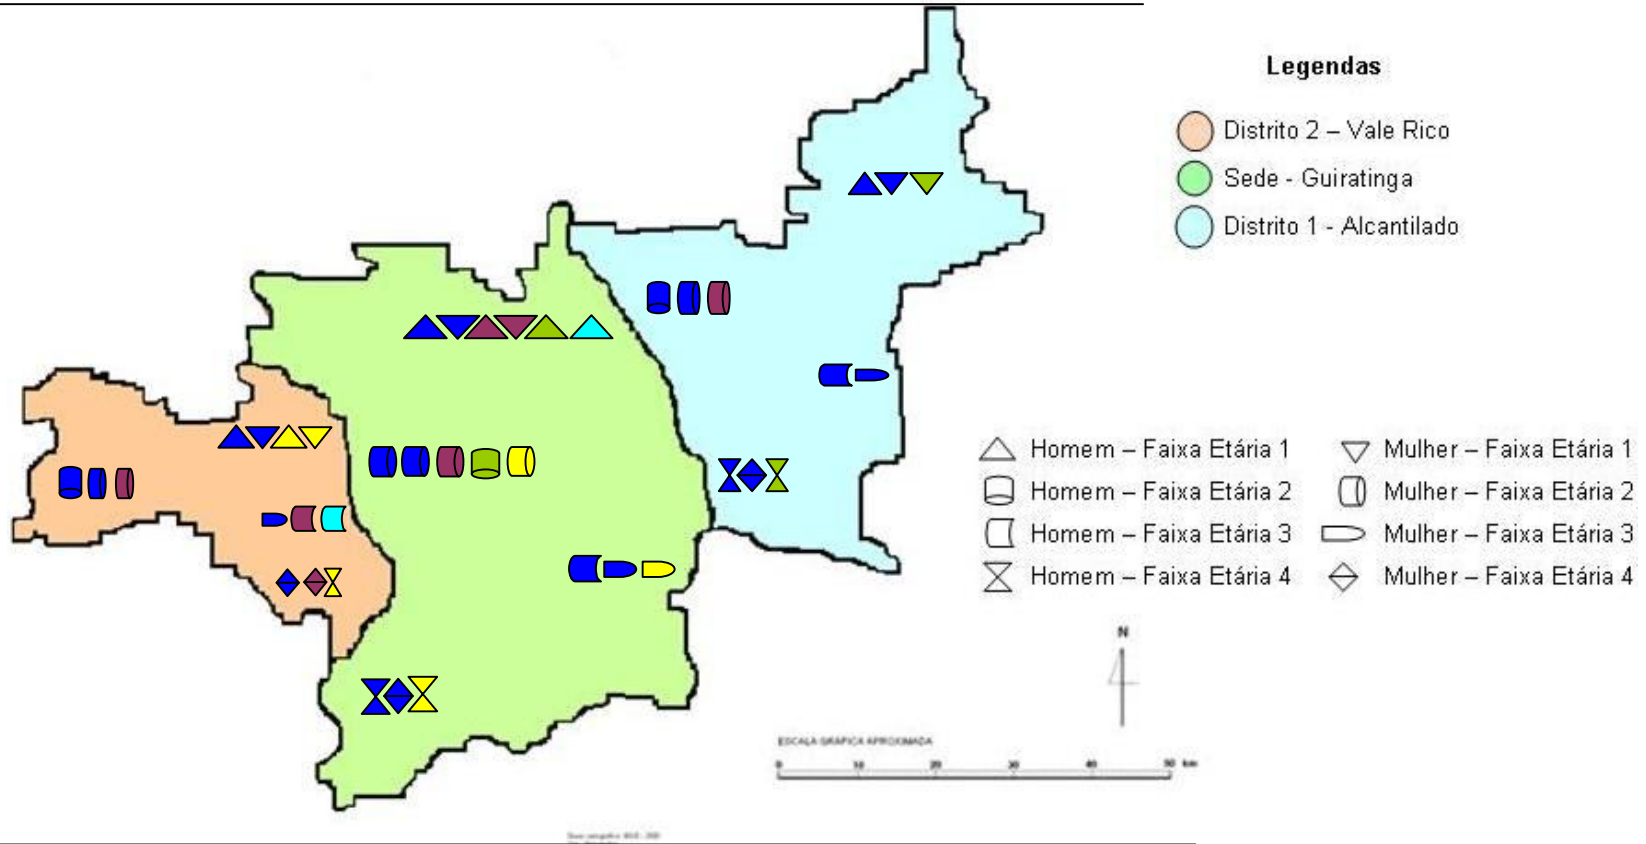 Legendas
Distrito 2 – Vale Rico
Sede - Guiratinga
Distrito 1 - Alcantilado
Homem – Faixa Etária 1
Mulher – Faixa Etária 1
Homem – Faixa Etária 2
Mulher – Faixa Etária 2
Homem – Faixa Etária 3
Mulher – Faixa Etária 3
Homem – Faixa Etária 4
Mulher – Faixa Etária 4
N
ESCALA GRÁFICA APROXIMADA
0 10 20 30 40 50 km